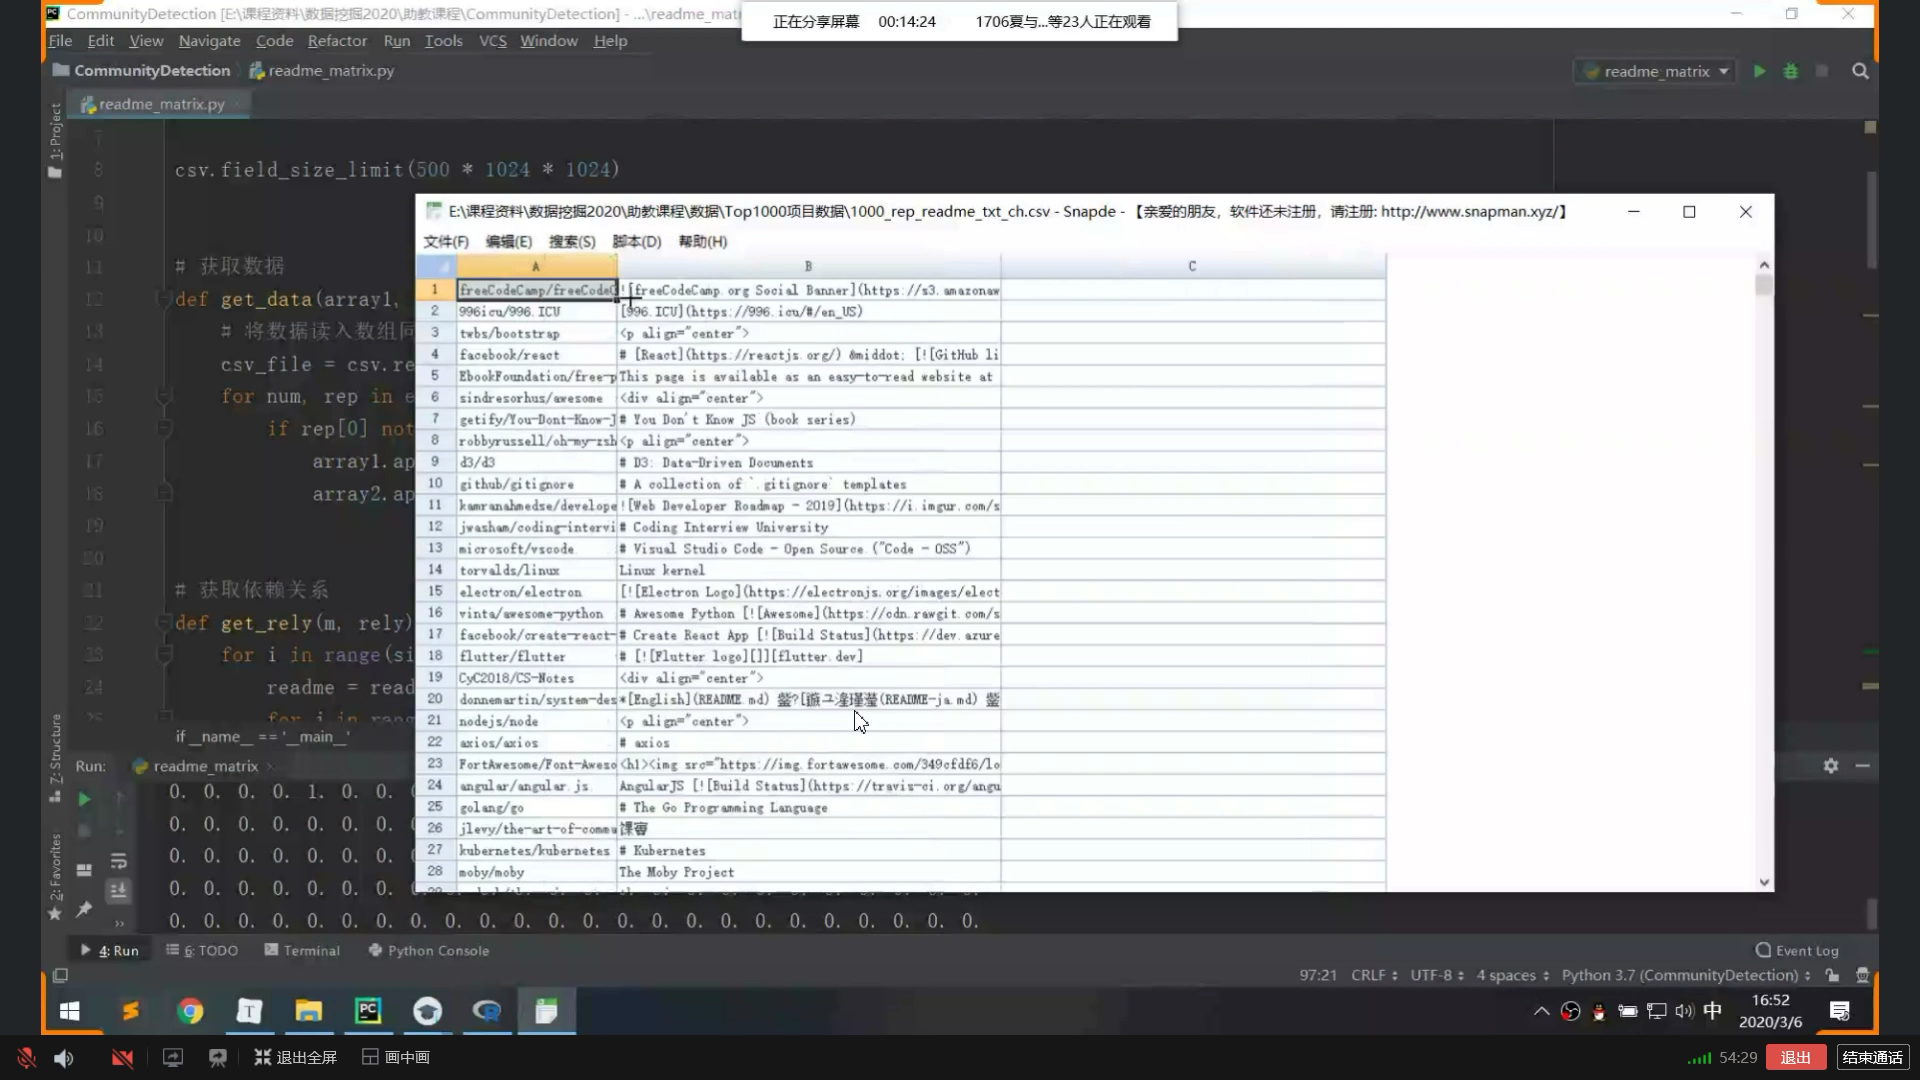 CommunityDetection [E:\课程资料\数据挖掘2020\助教课程\CommunityDetection] - ...\readme_mat
正在分享屏幕 00:14:24 1706夏与...等23人正在观看
File Edit View Navigate Code Refactor Run Tools VCS Window Help
CommunityDetection readme_matrix.py
readme_matrix
readme_matrix.py
1: Project
7
8 csv.field_size_limit(500 * 1024 * 1024)
9
10
11 # 获取数据
12 def get_data(array1,
13 # 将数据读入数组同
14 csv_file = csv.re
15 for num, rep in e
16 if rep[0] not
17 array1.ap
18 array2.ap
19
20
21 # 获取依赖关系
22 def get_rely(m, rely)
23 for i in range(si
24 readme = read
25 for j in rang
if __name__ == '__main__'
E:\课程资料\数据挖掘2020\助教课程\数据\Top1000项目数据\1000_rep_readme_txt_ch.csv - Snapde - 【亲爱的朋友，软件还未注册，请注册: http://www.snapman.xyz/】
文件(F) 编辑(E) 搜索(S) 脚本(D) 帮助(H)
A B C
1 freeCodeCamp/freeCodeC ![freeCodeCamp.org Social Banner](https://s3.amazonaw
2 996icu/996.ICU [996.ICU](https://996.icu/#/en_US)
3 twbs/bootstrap <p align="center">
4 facebook/react # [React](https://reactjs.org/) &middot; [![GitHub li
5 EbookFoundation/free-p This page is available as an easy-to-read website at
6 sindresorhus/awesome <div align="center">
7 getify/You-Dont-Know-J # You Don't Know JS (book series)
8 robbyrussell/oh-my-zsh <p align="center">
9 d3/d3 # D3: Data-Driven Documents
10 github/gitignore # A collection of `.gitignore` templates
11 kamranahmedse/develope ![Web Developer Roadmap - 2019](https://i.imgur.com/s
12 jwasham/coding-intervi # Coding Interview University
13 microsoft/vscode # Visual Studio Code - Open Source ("Code - OSS")
14 torvalds/linux Linux kernel
15 electron/electron [![Electron Logo](https://electronjs.org/images/elect
16 vinta/awesome-python # Awesome Python [![Awesome](https://cdn.rawgit.com/s
17 facebook/create-react- # Create React App [![Build Status](https://dev.azure
18 flutter/flutter # [![Flutter logo][]][flutter.dev]
19 CyC2018/CS-Notes <div align="center">
20 donnemartin/system-des *[English](README.md) (README-ja.md)
21 nodejs/node <p align="center">
22 axios/axios # axios
23 FortAwesome/Font-Aweso <h1><img src="https://img.fortawesome.com/349cfdf6/lo
24 angular/angular.js AngularJS [![Build Status](https://travis-ci.org/angu
25 golang/go # The Go Programming Language
26 jlevy/the-art-of-comma
27 kubernetes/kubernetes # Kubernetes
28 moby/moby The Moby Project
Z: Structure
2: Favorites
Run: readme_matrix
0. 0. 0. 0. 1. 0. 0. 0.
0. 0. 0. 0. 0. 0. 0. 0.
0. 0. 0. 0. 0. 0. 0. 0.
0. 0. 0. 0. 0. 0. 0. 0.
0. 0. 0. 0. 0. 0. 0. 0. 0. 0. 0. 0. 0. 0. 0. 0. 0. 0. 0. 0. 0. 0. 0. 0.
4: Run 6: TODO Terminal Python Console Event Log
97:21 CRLF UTF-8 4 spaces Python 3.7 (CommunityDetection)
中 16:52
2020/3/6
退出全屏 画中画 54:29 退出 结束通话